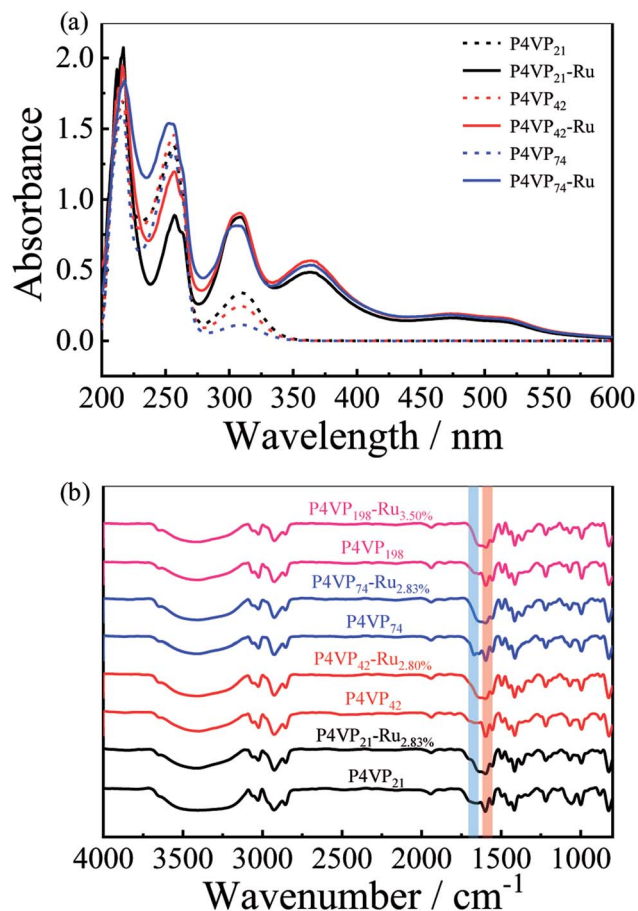 (a)
2.0
1.5
1.0
0.5
0.0
Absorbance
P4VP21
P4VP21-Ru
P4VP42
P4VP42-Ru
P4VP74
P4VP74-Ru
200 250 300 350 400 450 500 550 600
Wavelength / nm
(b)
P4VP198-Ru3.50%
P4VP198
P4VP74-Ru2.83%
P4VP74
P4VP42-Ru2.80%
P4VP42
P4VP21-Ru2.83%
P4VP21
4000 3500 3000 2500 2000 1500 1000
Wavenumber / cm-1